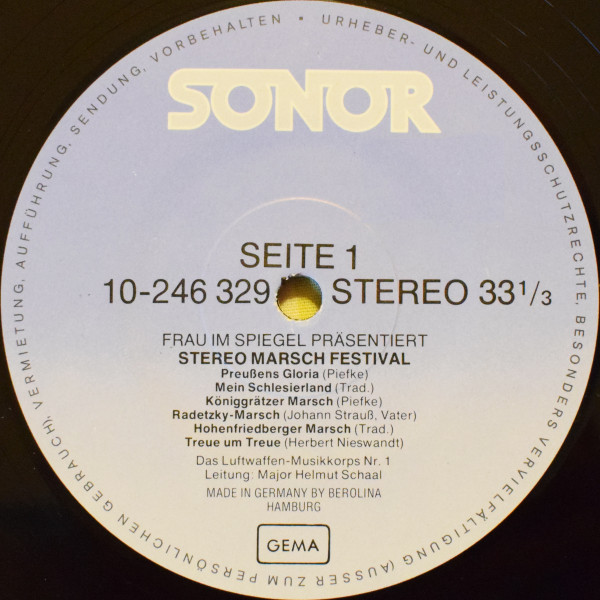 URHEBER- UND LEISTUNGSSCHUTZRECHTE, BESONDERS VERVIELFÄLTIGUNG (AUSSER ZUM PERSÖNLICHEN GEBRAUCH), VERMIETUNG, AUFFÜHRUNG, SENDUNG, VORBEHALTEN •
SONOR
SEITE 1
10-246 329 STEREO 33 1/3
FRAU IM SPIEGEL PRÄSENTIERT
STEREO MARSCH FESTIVAL
Preußens Gloria (Piefke)
Mein Schlesierland (Trad.)
Königgrätzer Marsch (Piefke)
Radetzky-Marsch (Johann Strauß, Vater)
Hohenfriedberger Marsch (Trad.)
Treue um Treue (Herbert Nieswandt)
Das Luftwaffen-Musikkorps Nr. 1
Leitung: Major Helmut Schaal
MADE IN GERMANY BY BEROLINA
HAMBURG
GEMA